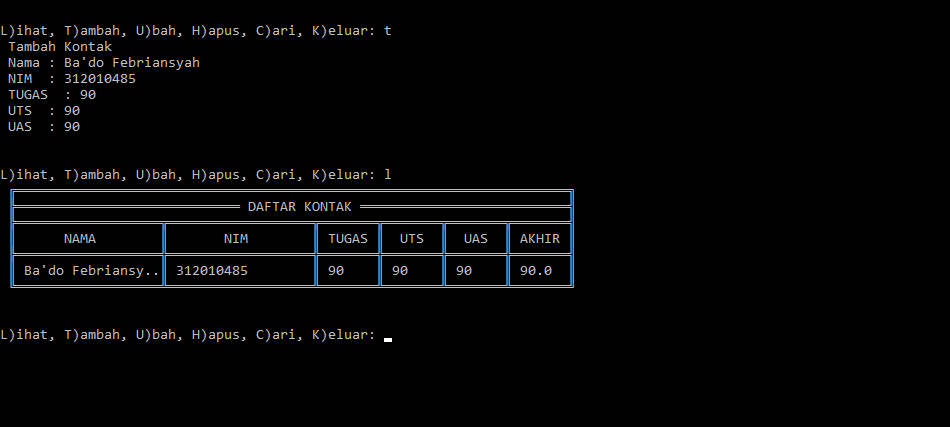 L)ihat, T)ambah, U)bah, H)apus, C)ari, K)eluar: t
Tambah Kontak
Nama : Ba'do Febriansyah
NIM  : 312010485
TUGAS  : 90
UTS  : 90
UAS  : 90
L)ihat, T)ambah, U)bah, H)apus, C)ari, K)eluar: l
DAFTAR KONTAK
NAMA NIM TUGAS UTS UAS AKHIR
Ba'do Febriansy.. 312010485 90 90 90 90.0
L)ihat, T)ambah, U)bah, H)apus, C)ari, K)eluar: